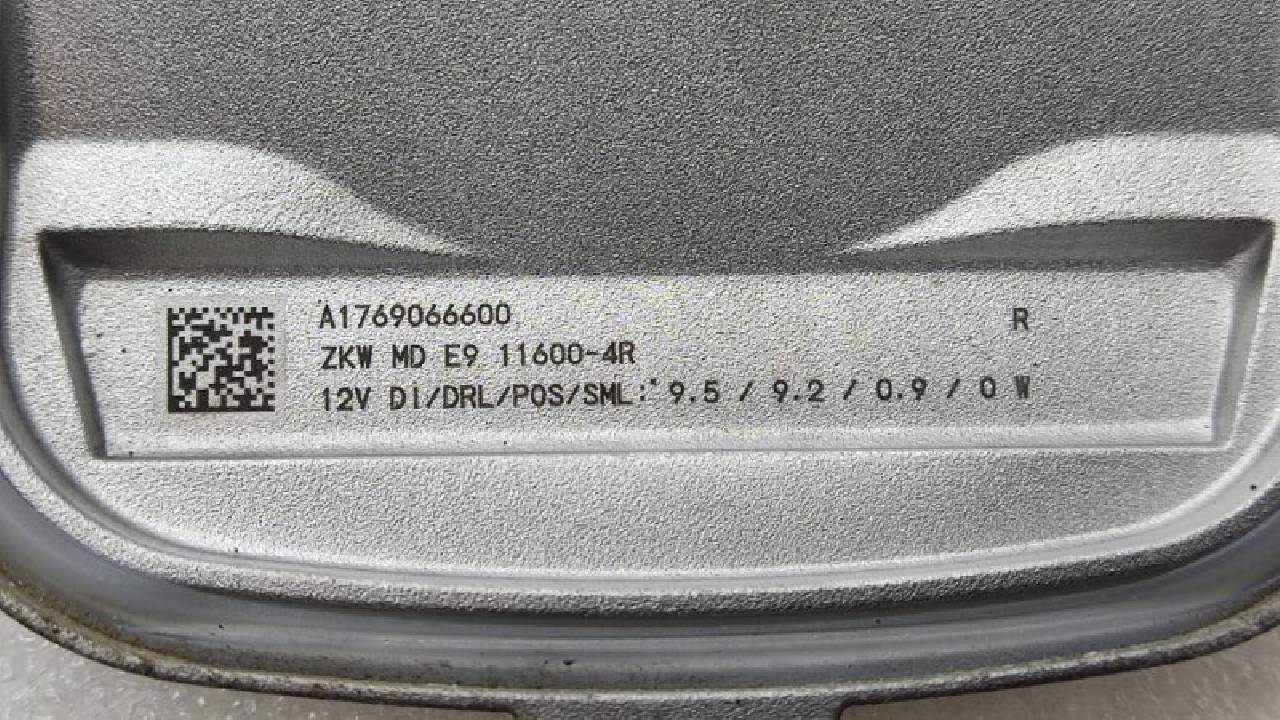 A1769066600 R
ZKW MD E9 11600-4R
12V DI/DRL/POS/SML: 9.5 / 9.2 / 0.9 / 0 W